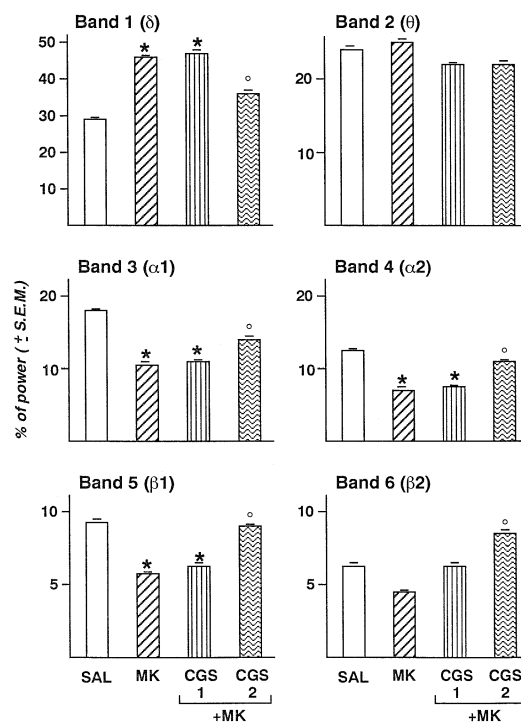 Band 1 (δ)
50
40
30
20
10
* * °
Band 2 (θ)
20
10
% of power (± S.E.M.)
Band 3 (α1)
20
10
* * °
Band 4 (α2)
20
10
* * °
Band 5 (β1)
10
5
* * °
Band 6 (β2)
10
5
°
SAL MK CGS 1 CGS 2
+MK
SAL MK CGS 1 CGS 2
+MK